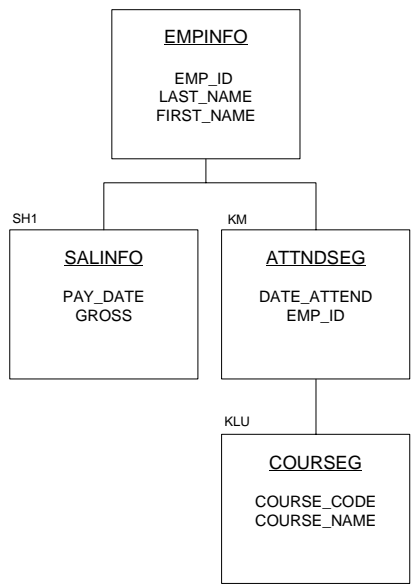 EMPINFO
EMP_ID
LAST_NAME
FIRST_NAME
SH1
SALINFO
PAY_DATE
GROSS
KM
ATTNDSEG
DATE_ATTEND
EMP_ID
KLU
COURSEG
COURSE_CODE
COURSE_NAME